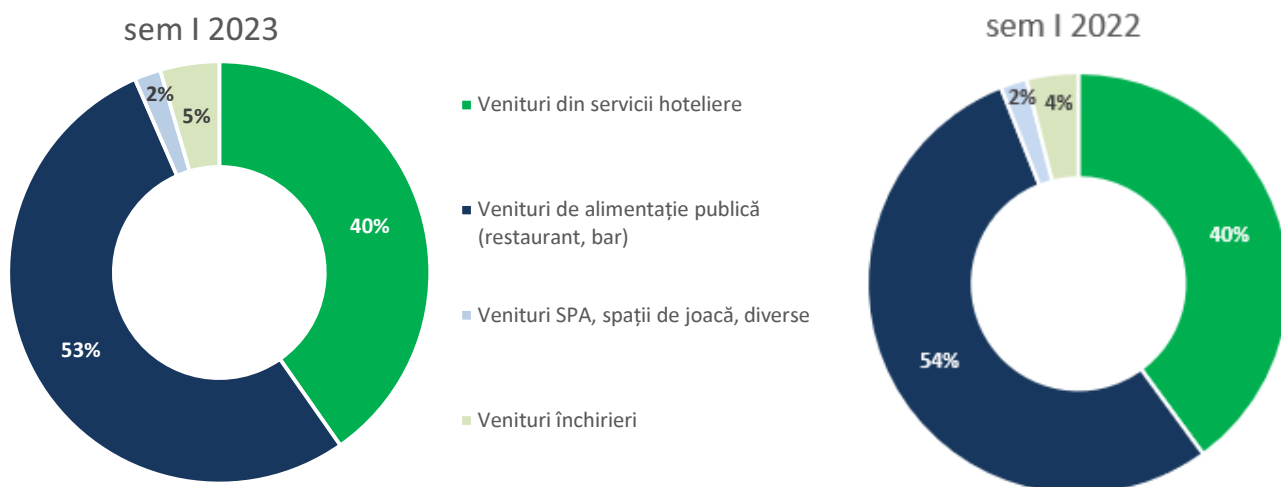 sem I 2023
2%
5%
40%
53%
Venituri din servicii hoteliere
Venituri de alimentație publică
(restaurant, bar)
Venituri SPA, spații de joacă, diverse
Venituri închirieri
sem I 2022
2%
4%
40%
54%